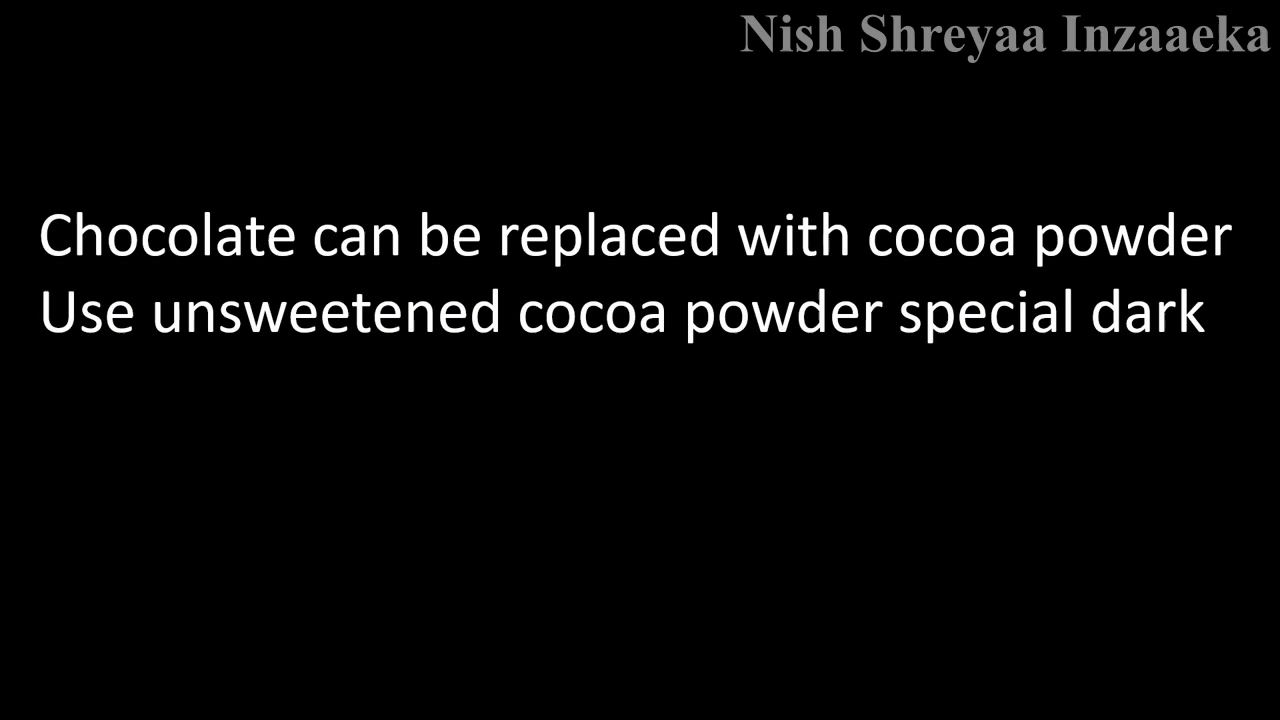 Nish Shreyaa Inzaaeka
Chocolate can be replaced with cocoa powder
Use unsweetened cocoa powder special dark